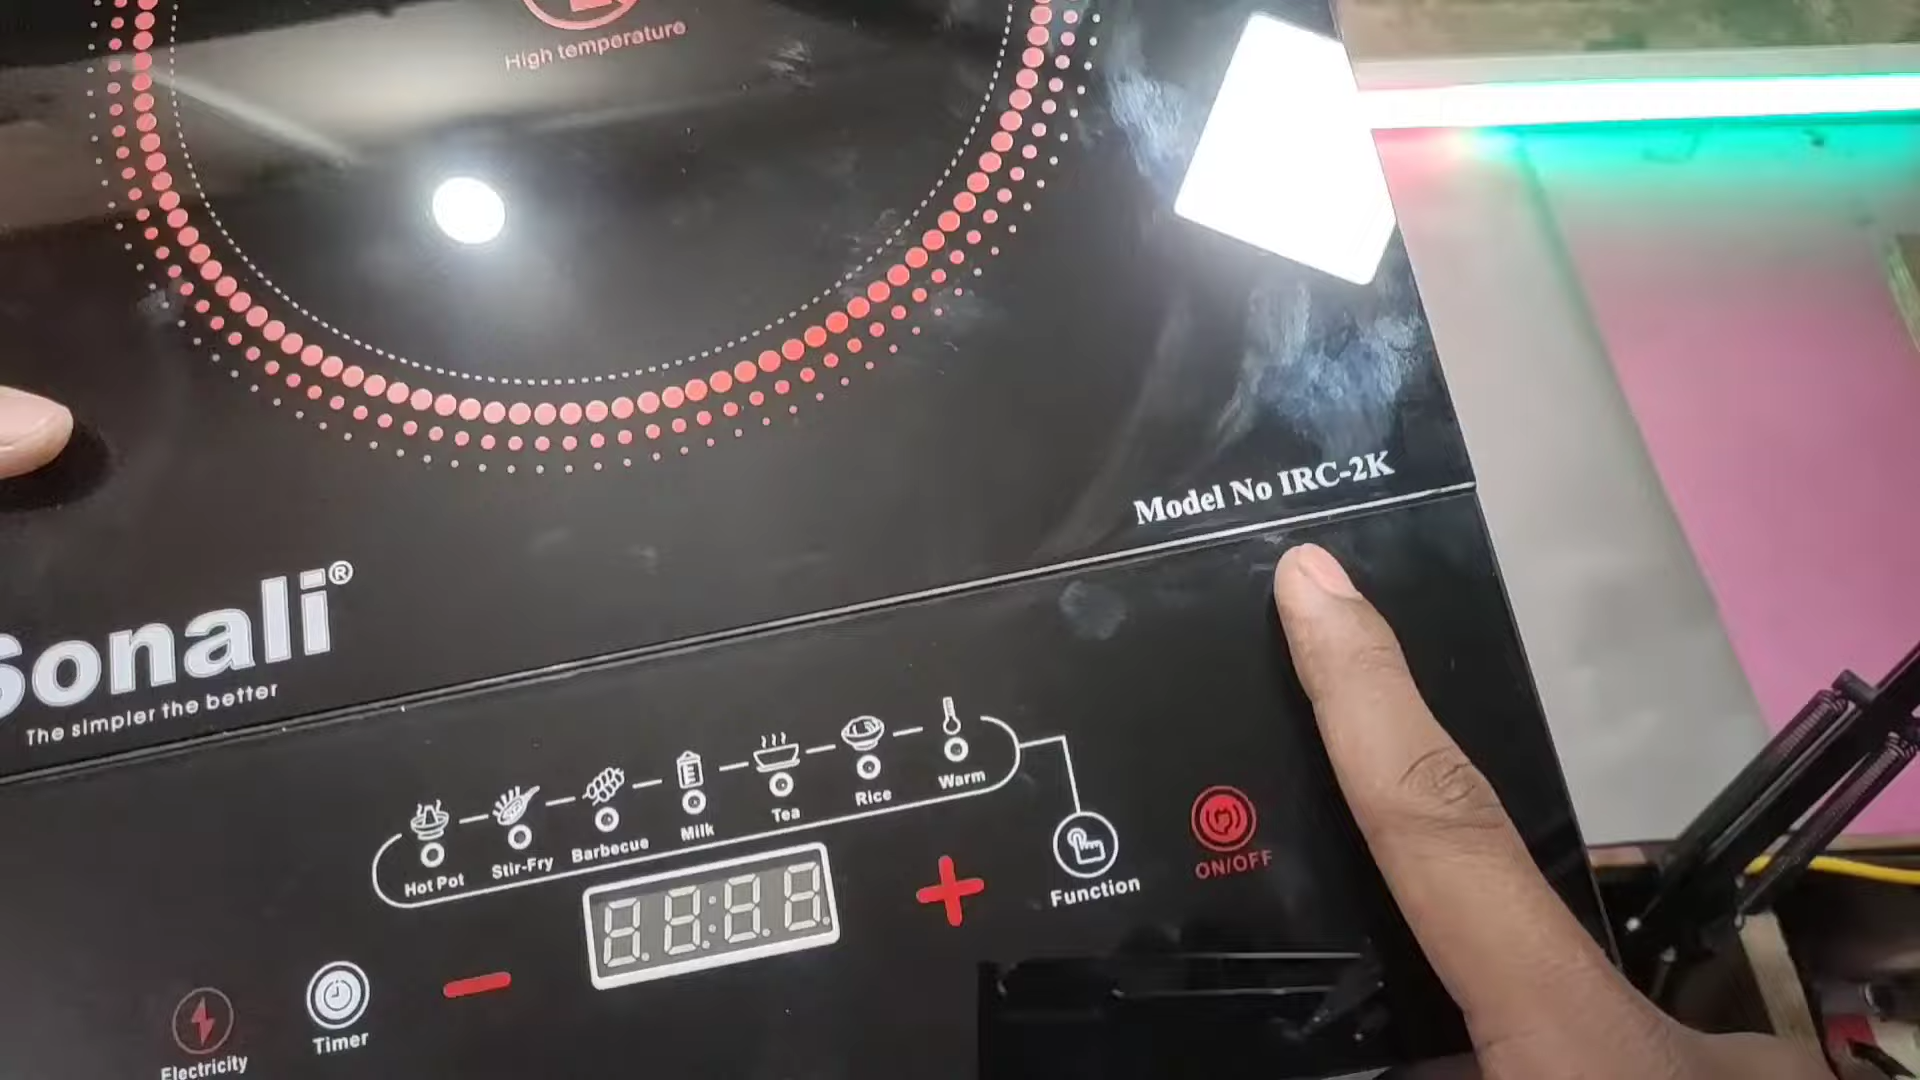 High temperature
Model No IRC-2K
Sonali®
The simpler the better
Hot Pot
Stir-Fry
Barbecue
Milk
Tea
Rice
Warm
Function
ON/OFF
Timer
Electricity